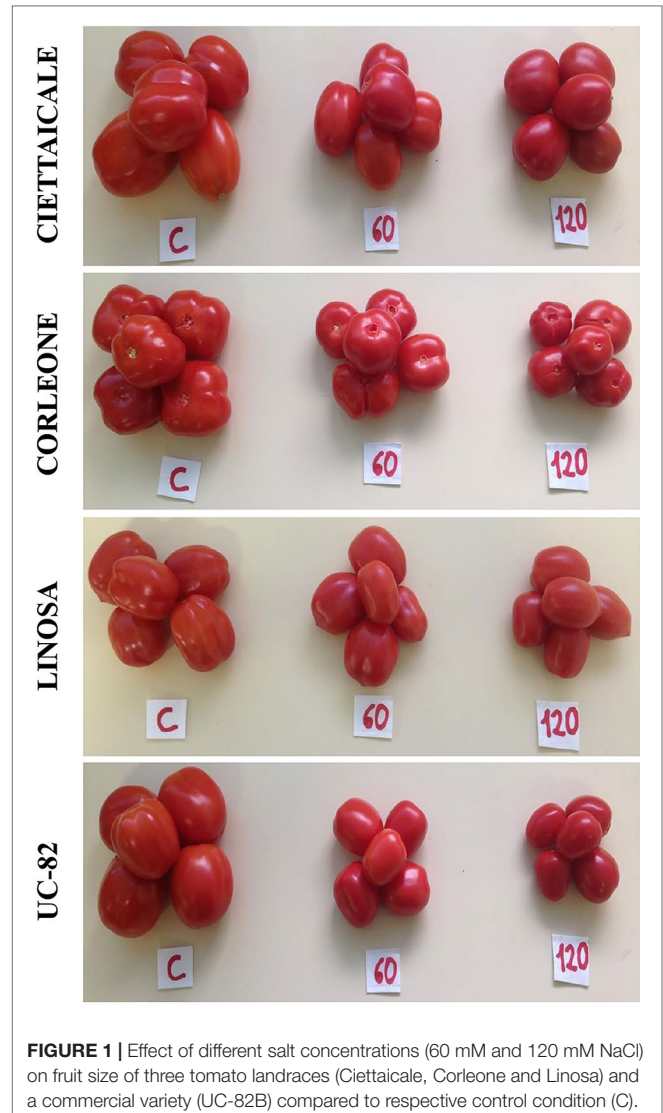 CIETTAICALE
C
60
120
CORLEONE
C
60
120
LINOSA
C
60
120
UC-82
C
60
120
FIGURE 1 | Effect of different salt concentrations (60 mM and 120 mM NaCl)
on fruit size of three tomato landraces (Ciettaicale, Corleone and Linosa) and
a commercial variety (UC-82B) compared to respective control condition (C).